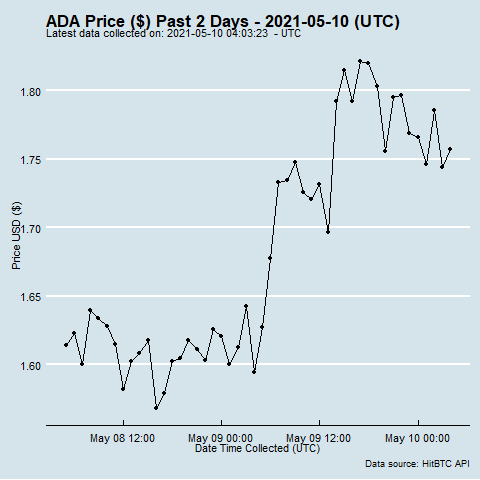 ADA Price ($) Past 2 Days - 2021-05-10 (UTC)
Latest data collected on: 2021-05-10 04:03:23 - UTC
1.80
1.75
1.70
1.65
1.60
Price USD ($)
May 08 12:00 May 09 00:00 May 09 12:00 May 10 00:00
Date Time Collected (UTC)
Data source: HitBTC API